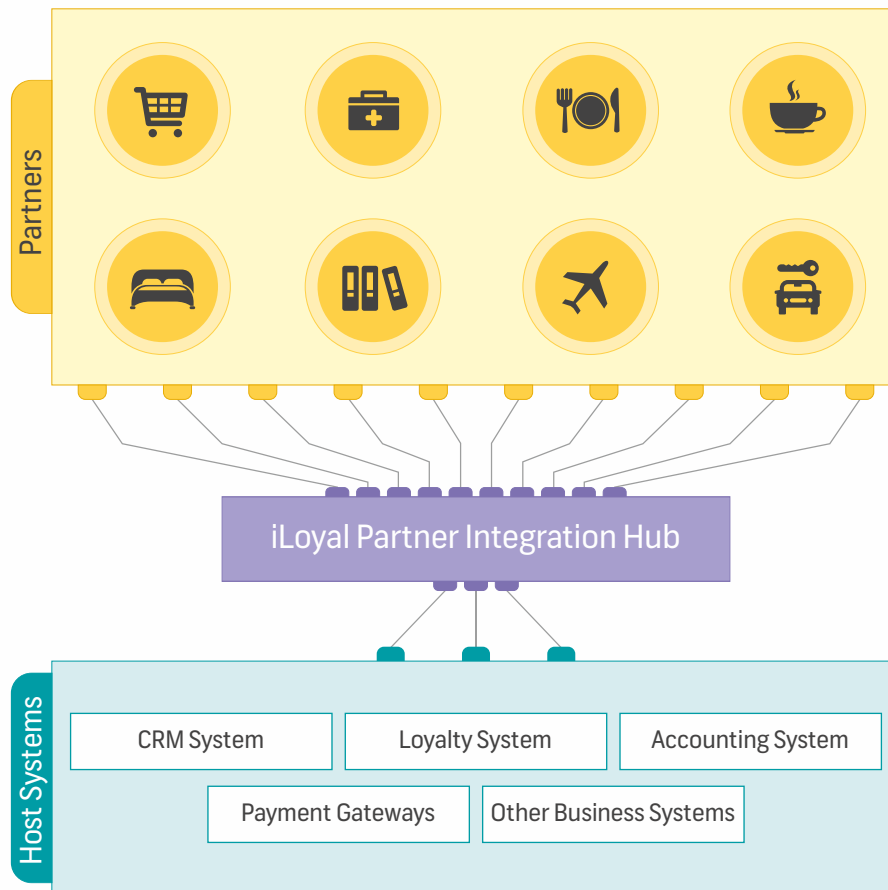 Partners
iLoyal Partner Integration Hub
Host Systems
CRM System
Loyalty System
Accounting System
Payment Gateways
Other Business Systems